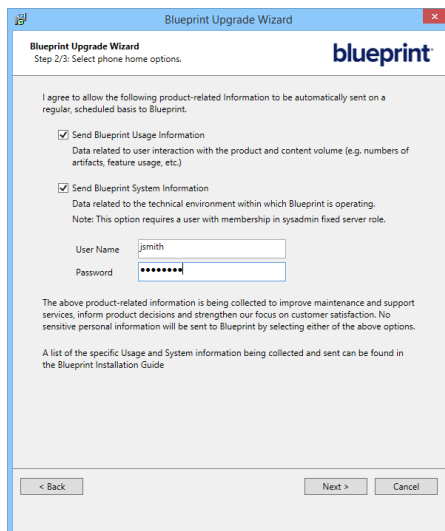 Blueprint Upgrade Wizard
Blueprint Upgrade Wizard
Step 2/3: Select phone home options.
blueprint
I agree to allow the following product-related Information to be automatically sent on a
regular, scheduled basis to Blueprint.
Send Blueprint Usage Information
Data related to user interaction with the product and content volume (e.g. numbers of
artifacts, feature usage, etc.)
Send Blueprint System Information
Data related to the technical environment within which Blueprint is operating.
Note: This option requires a user with membership in sysadmin fixed server role.
User Name jsmith
Password ●●●●●●●●
The above product-related information is being collected to improve maintenance and support
services, inform product decisions and strengthen our focus on customer satisfaction. No
sensitive personal information will be sent to Blueprint by selecting either of the above options.
A list of the specific Usage and System information being collected and sent can be found in
the Blueprint Installation Guide
< Back Next > Cancel